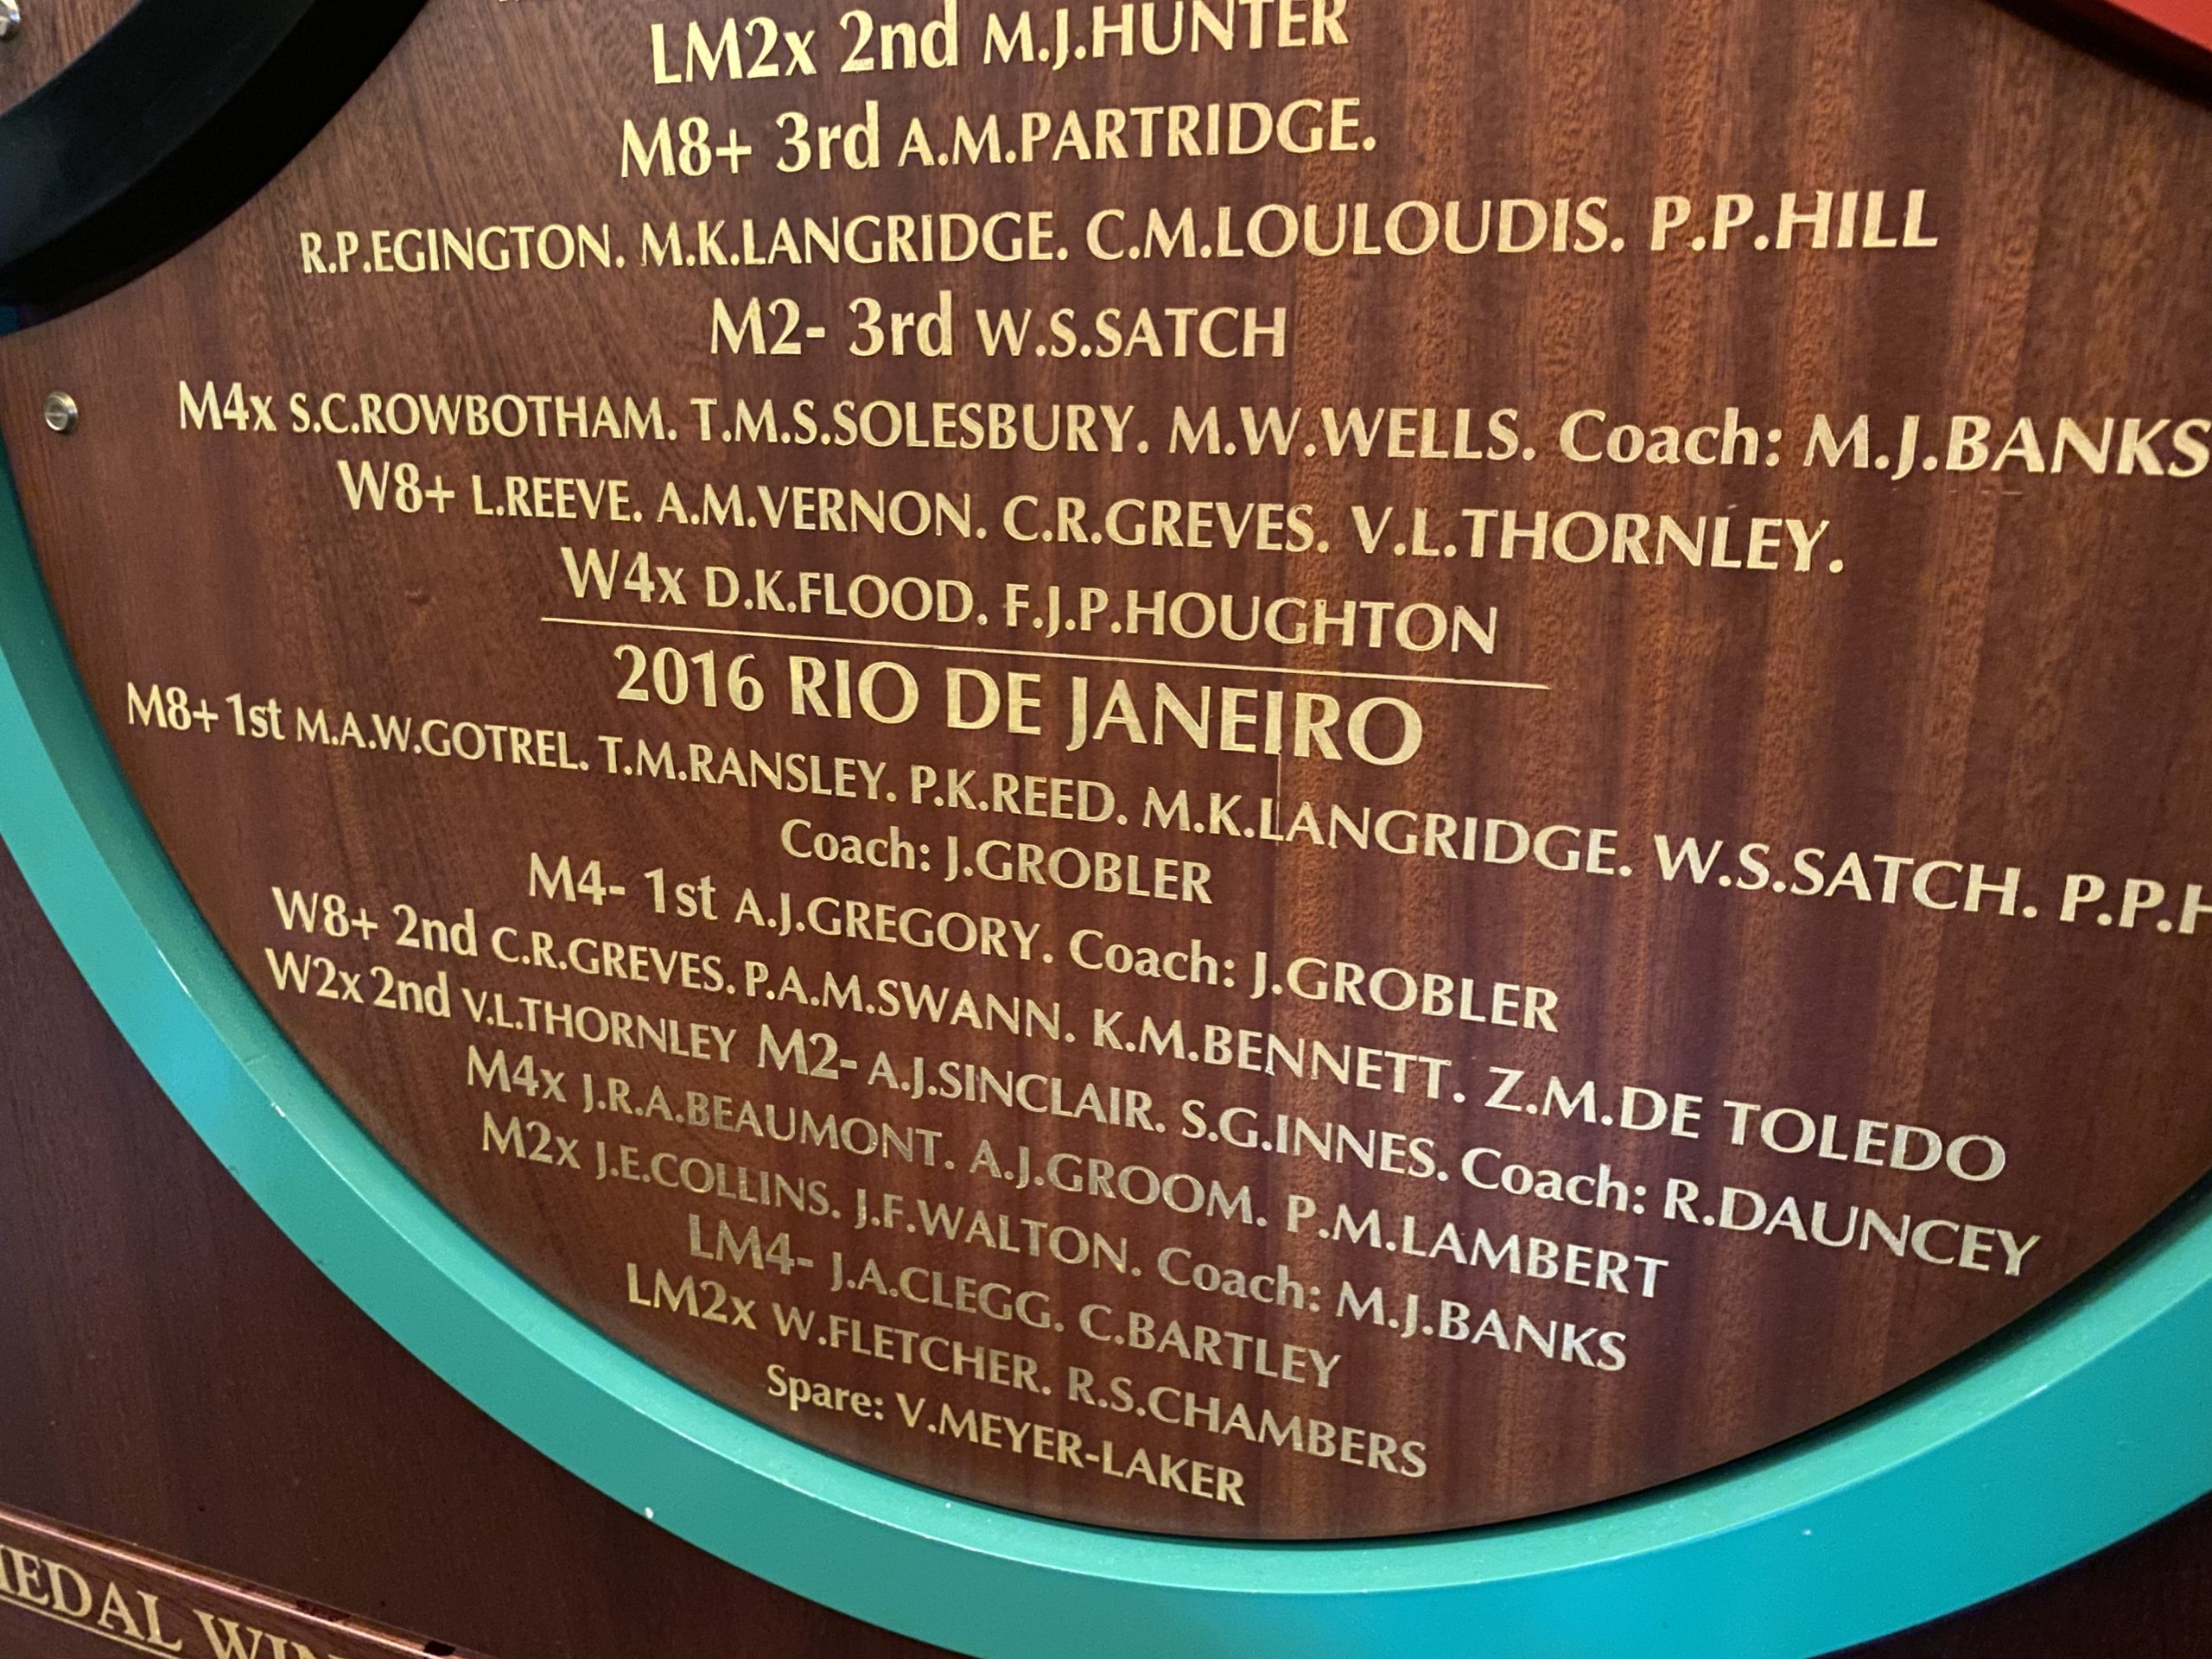 LM2x 2nd M.J.HUNTER
M8+ 3rd A.M.PARTRIDGE.
R.P.EGINGTON. M.K.LANGRIDGE. C.M.LOULOUDIS. P.P.HILL
M2- 3rd W.S.SATCH
M4x S.C.ROWBOTHAM. T.M.S.SOLESBURY. M.W.WELLS. Coach: M.J.BANKS
W8+ L.REEVE. A.M.VERNON. C.R.GREVES. V.L.THORNLEY.
W4x D.K.FLOOD. F.J.P.HOUGHTON
2016 RIO DE JANEIRO
M8+ 1st M.A.W.GOTREL. T.M.RANSLEY. P.K.REED. M.K.LANGRIDGE. W.S.SATCH. P.P.H
Coach: J.GROBLER
M4- 1st A.J.GREGORY. Coach: J.GROBLER
W8+ 2nd C.R.GREVES. P.A.M.SWANN. K.M.BENNETT. Z.M.DE TOLEDO
W2x 2nd V.L.THORNLEY M2- A.J.SINCLAIR. S.G.INNES. Coach: R.DAUNCEY
M4x J.R.A.BEAUMONT. A.J.GROOM. P.M.LAMBERT
M2x J.E.COLLINS. J.F.WALTON. Coach: M.J.BANKS
LM4- J.A.CLEGG. C.BARTLEY
LM2x W.FLETCHER. R.S.CHAMBERS
Spare: V.MEYER-LAKER
MEDAL WIN